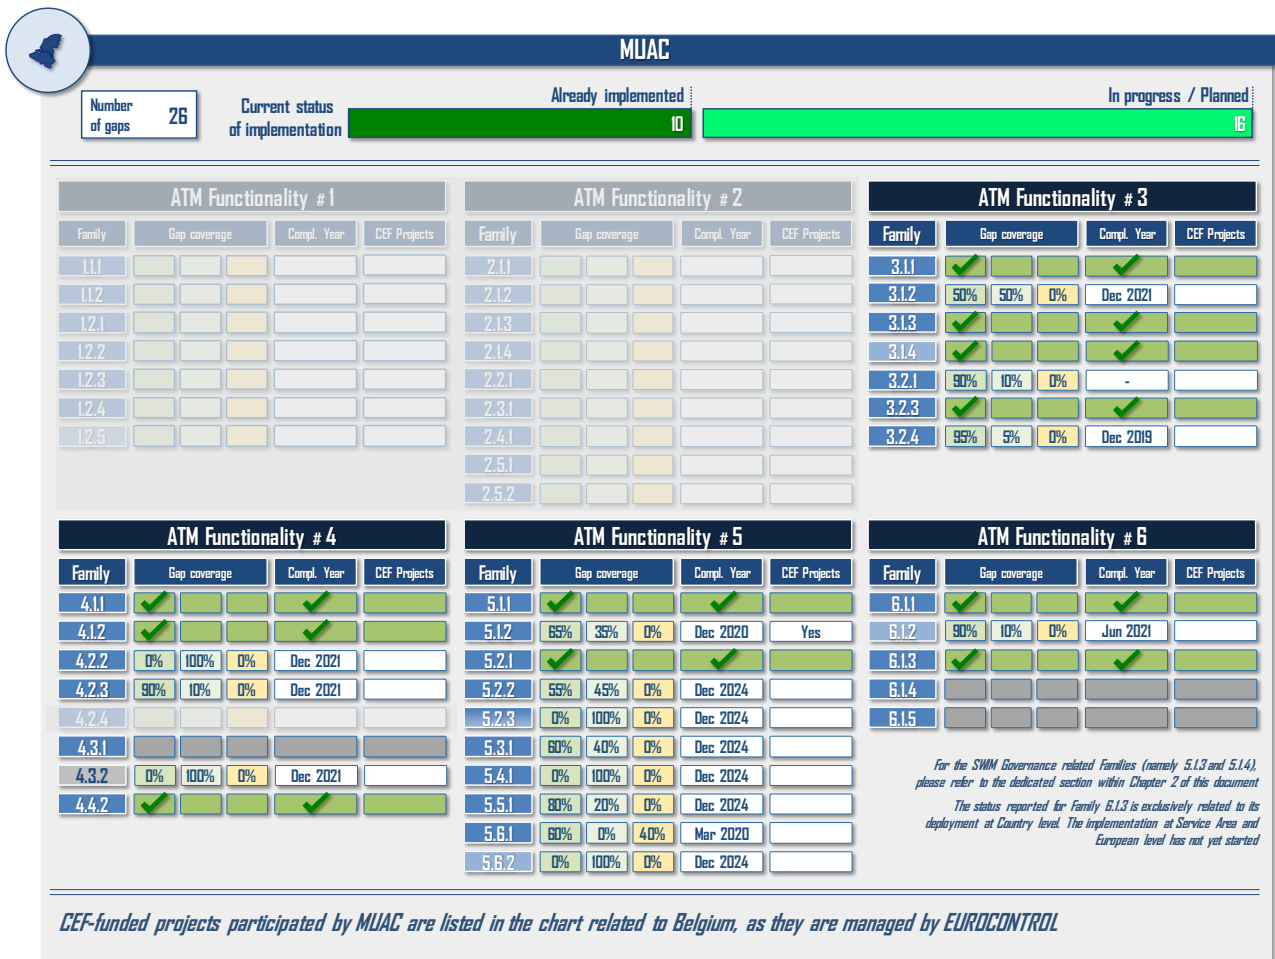 MUAC
Number
of gaps
26
Current status
of implementation
Already implemented
10
In progress / Planned
16
ATM Functionality # 1
Family Gap coverage Compl. Year CEF Projects
1.1.1
1.1.2
1.2.1
1.2.2
1.2.3
1.2.4
1.2.5
ATM Functionality # 2
Family Gap coverage Compl. Year CEF Projects
2.1.1
2.1.2
2.1.3
2.1.4
2.2.1
2.3.1
2.4.1
2.5.1
2.5.2
ATM Functionality # 3
Family Gap coverage Compl. Year CEF Projects
3.1.1
3.1.2 50% 50% 0% Dec 2021
3.1.3
3.1.4
3.2.1 90% 10% 0% -
3.2.3
3.2.4 95% 5% 0% Dec 2019
ATM Functionality # 4
Family Gap coverage Compl. Year CEF Projects
4.1.1
4.1.2
4.2.2 0% 100% 0% Dec 2021
4.2.3 90% 10% 0% Dec 2021
4.2.4
4.3.1
4.3.2 0% 100% 0% Dec 2021
4.4.2
ATM Functionality # 5
Family Gap coverage Compl. Year CEF Projects
5.1.1
5.1.2 65% 35% 0% Dec 2020 Yes
5.2.1
5.2.2 55% 45% 0% Dec 2024
5.2.3 0% 100% 0% Dec 2024
5.3.1 60% 40% 0% Dec 2024
5.4.1 0% 100% 0% Dec 2024
5.5.1 80% 20% 0% Dec 2024
5.6.1 60% 0% 40% Mar 2020
5.6.2 0% 100% 0% Dec 2024
ATM Functionality # 6
Family Gap coverage Compl. Year CEF Projects
6.1.1
6.1.2 90% 10% 0% Jun 2021
6.1.3
6.1.4
6.1.5
For the SWIM Governance related Families (namely 5.1.3 and 5.1.4),
please refer to the dedicated section within Chapter 2 of this document
The status reported for Family 6.1.3 is exclusively related to its
deployment at Country level. The implementation at Service Area and
European level has not yet started
CEF-funded projects participated by MUAC are listed in the chart related to Belgium, as they are managed by EUROCONTROL